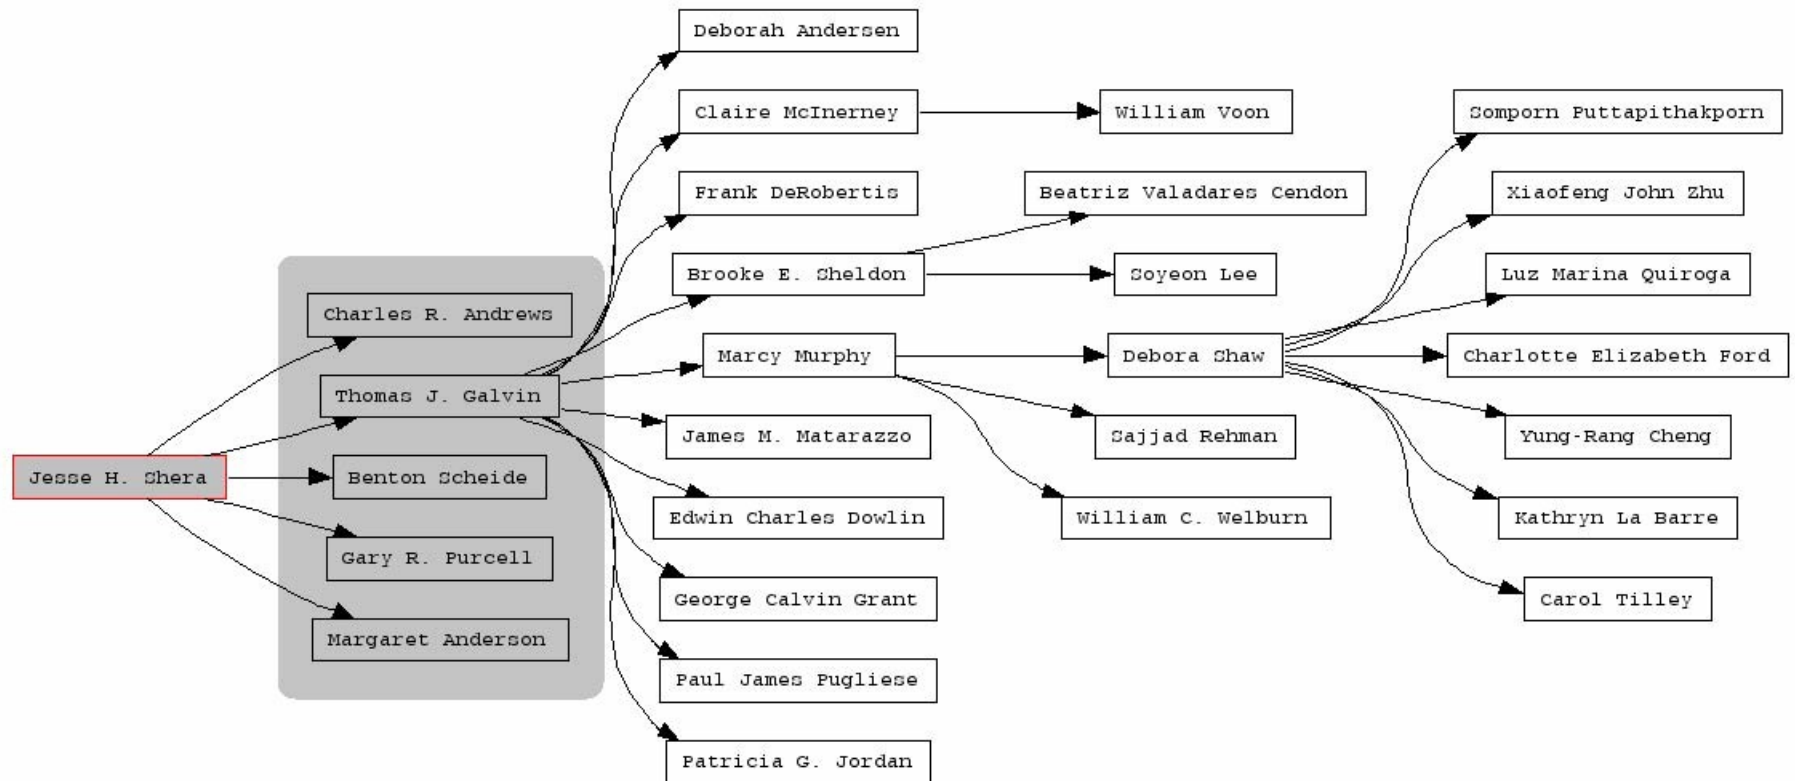 Deborah Andersen
Claire McInerney
William Voon
Somporn Puttapithakporn
Frank DeRobertis
Beatriz Valadares Cendon
Xiaofeng John Zhu
Brooke E. Sheldon
Soyeon Lee
Luz Marina Quiroga
Charles R. Andrews
Marcy Murphy
Debora Shaw
Charlotte Elizabeth Ford
Thomas J. Galvin
James M. Matarazzo
Sajjad Rehman
Yung-Rang Cheng
Jesse H. Shera
Benton Scheide
Edwin Charles Dowlin
William C. Welburn
Kathryn La Barre
Gary R. Purcell
George Calvin Grant
Carol Tilley
Margaret Anderson
Paul James Pugliese
Patricia G. Jordan